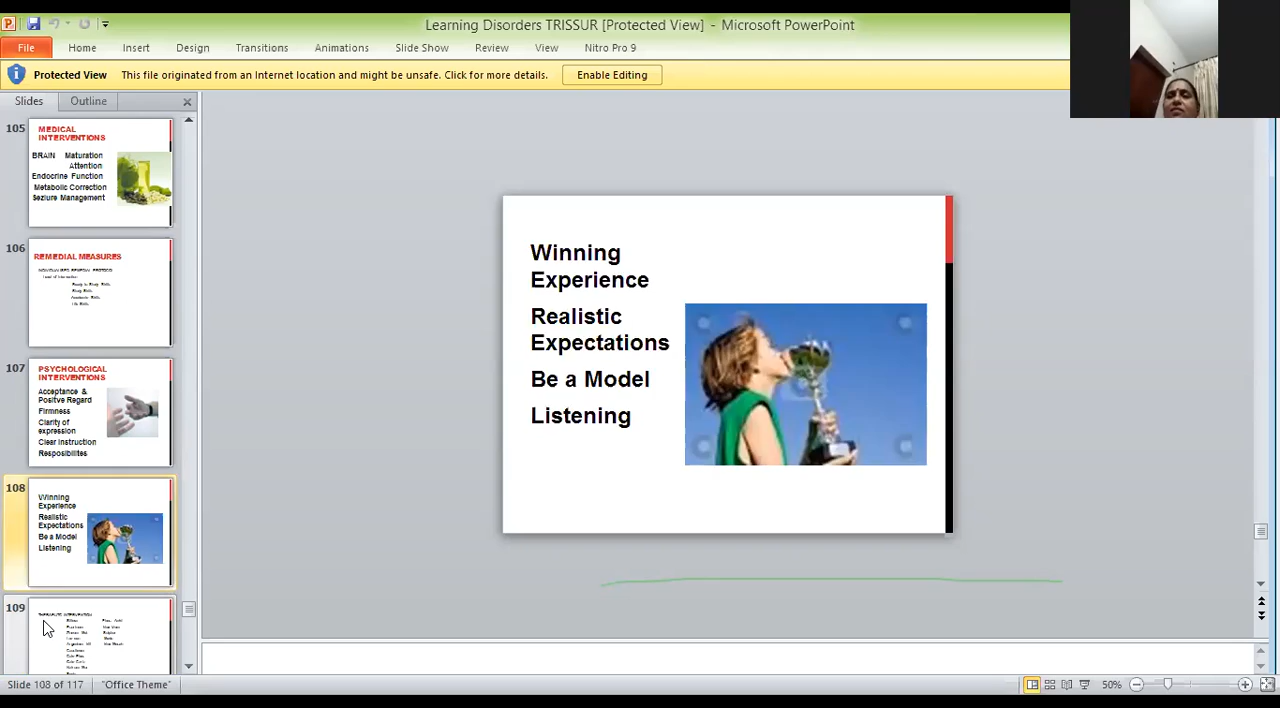 Learning Disorders TRISSUR [Protected View] - Microsoft PowerPoint
File Home Insert Design Transitions Animations Slide Show Review View Nitro Pro 9
Protected View This file originated from an Internet location and might be unsafe. Click for more details. Enable Editing
Slides Outline
105
MEDICAL
INTERVENTIONS
BRAIN Maturation
Attention
Endocrine Function
Metabolic Correction
Seziure Management
106
REMEDIAL MEASURES
107
PSYCHOLOGICAL
INTERVENTIONS
Acceptance &
Positve Regard
Firmness
Clarity of
expression
Clear Instruction
Resposibilites
108
Winning
Experience
Realistic
Expectations
Be a Model
Listening
109
Winning
Experience
Realistic
Expectations
Be a Model
Listening
Slide 108 of 117 "Office Theme" 50%